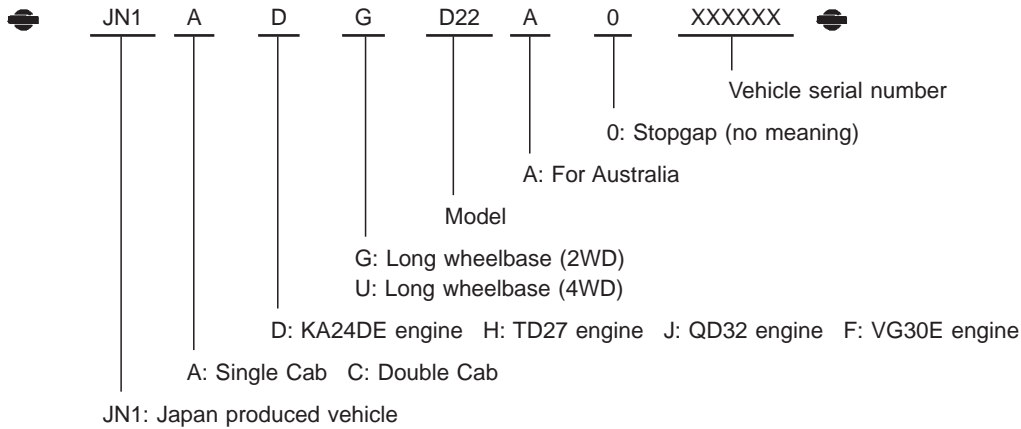 JN1 A D G D22 A 0 XXXXXX
Vehicle serial number
0: Stopgap (no meaning)
A: For Australia
Model
G: Long wheelbase (2WD)
U: Long wheelbase (4WD)
D: KA24DE engine H: TD27 engine J: QD32 engine F: VG30E engine
A: Single Cab C: Double Cab
JN1: Japan produced vehicle